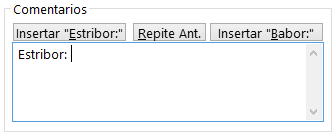 Comentarios
Insertar "Estribor:" Repite Ant. Insertar "Babor:"
Estribor: